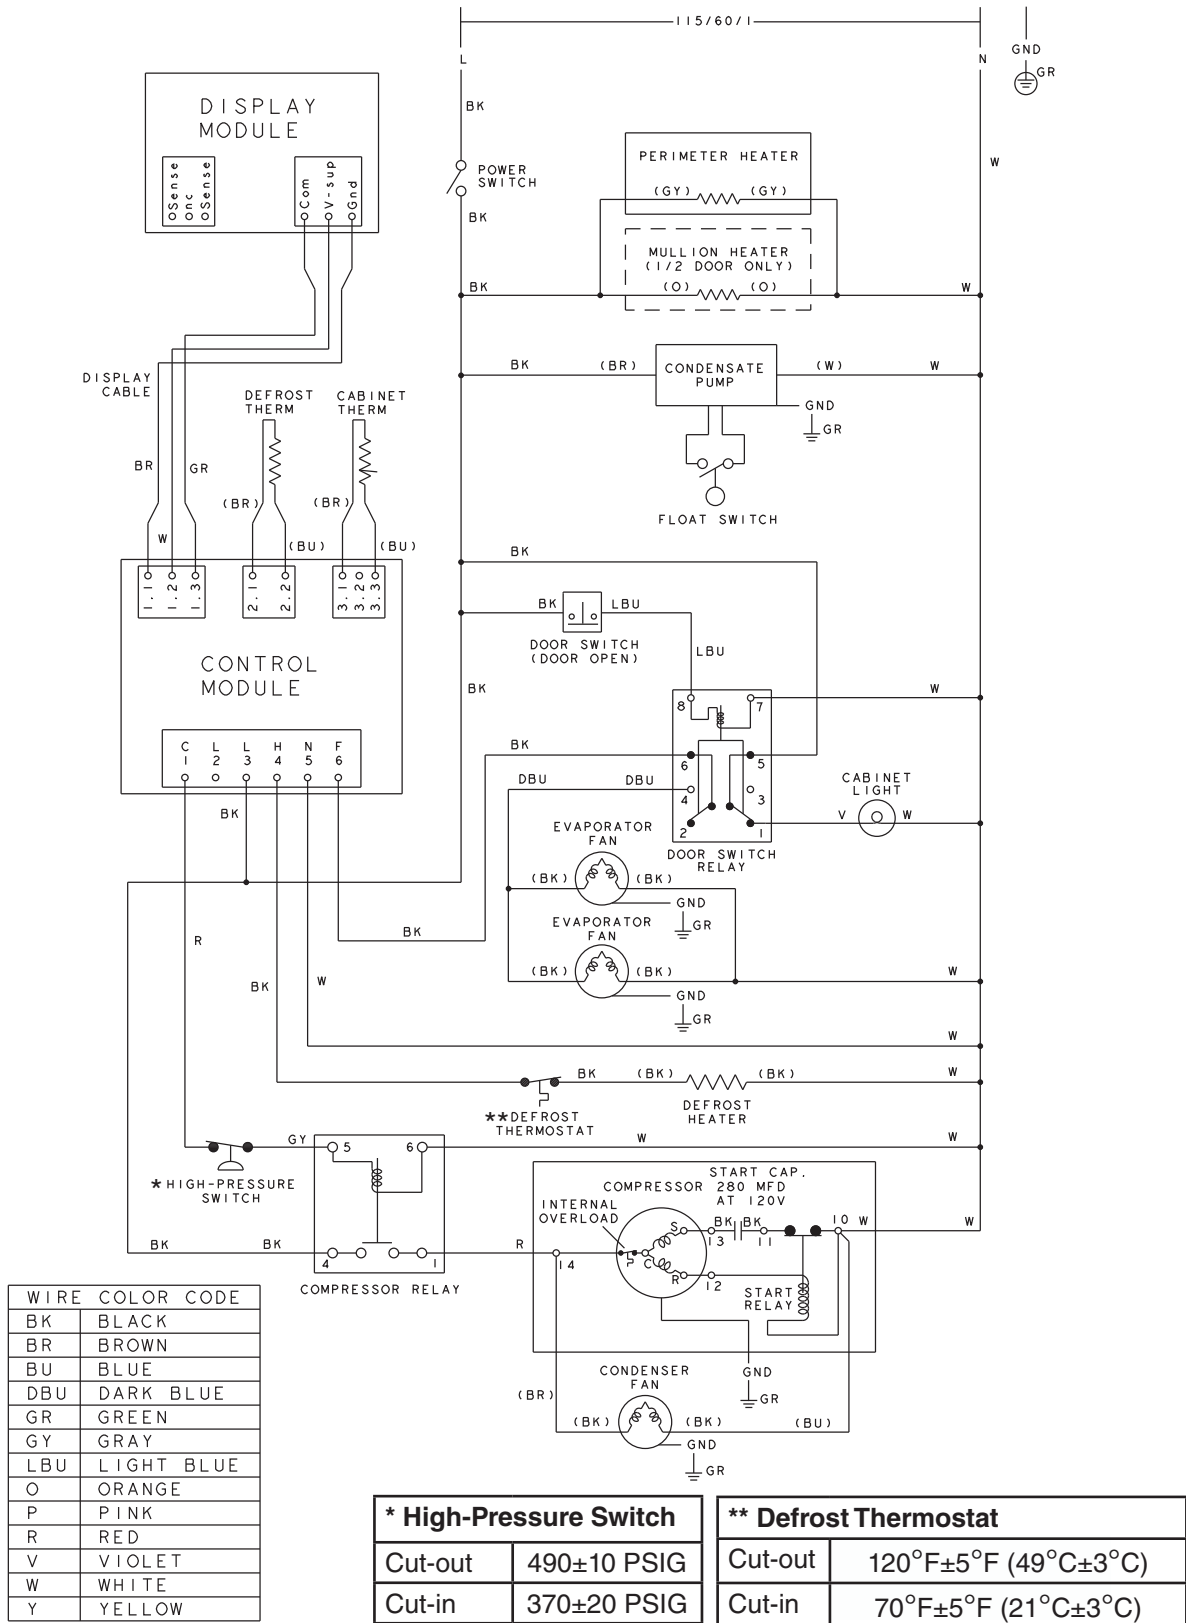 115/60/1
L
N
GND
GR
BK
W
DISPLAY
MODULE
Sense
nc
Sense
Com
V-sup
Gnd
POWER
SWITCH
BK
PERIMETER HEATER
(GY) (GY)
MULLION HEATER
(1/2 DOOR ONLY)
(O) (O)
BK
W
DISPLAY
CABLE
BR
GR
W
DEFROST
THERM
(BR)
(BU)
CABINET
THERM
(BR)
(BU)
BK
(BR)
CONDENSATE
PUMP
(W)
W
GND
GR
FLOAT SWITCH
1.1
1.2
1.3
2.1
2.2
3.1
3.2
3.3
CONTROL
MODULE
C L L H N F
1 2 3 4 5 6
BK
BK
LBU
DOOR SWITCH
(DOOR OPEN)
LBU
BK
W
8 7
6 5
4 3
2 1
BK
DBU DBU
CABINET
LIGHT
V W
DOOR SWITCH
RELAY
BK
EVAPORATOR
FAN
(BK) (BK)
GND
GR
EVAPORATOR
FAN
(BK) (BK)
W
GND
GR
R
BK
BK
W
W
BK (BK) (BK) W
**DEFROST
THERMOSTAT
DEFROST
HEATER
GY
5 6
W W
*HIGH-PRESSURE
SWITCH
BK BK
4 1
COMPRESSOR RELAY
R
14
START CAP.
280 MFD
AT 120V
COMPRESSOR
INTERNAL
OVERLOAD
S
C
R
13
BK BK
11
10
W W
12
START
RELAY
GND
GR
(BR)
CONDENSER
FAN
(BK) (BK) (BU)
GND
GR
WIRE COLOR CODE
BK BLACK
BR BROWN
BU BLUE
DBU DARK BLUE
GR GREEN
GY GRAY
LBU LIGHT BLUE
O ORANGE
P PINK
R RED
V VIOLET
W WHITE
Y YELLOW
* High-Pressure Switch
Cut-out 490±10 PSIG
Cut-in 370±20 PSIG
** Defrost Thermostat
Cut-out 120°F±5°F (49°C±3°C)
Cut-in 70°F±5°F (21°C±3°C)